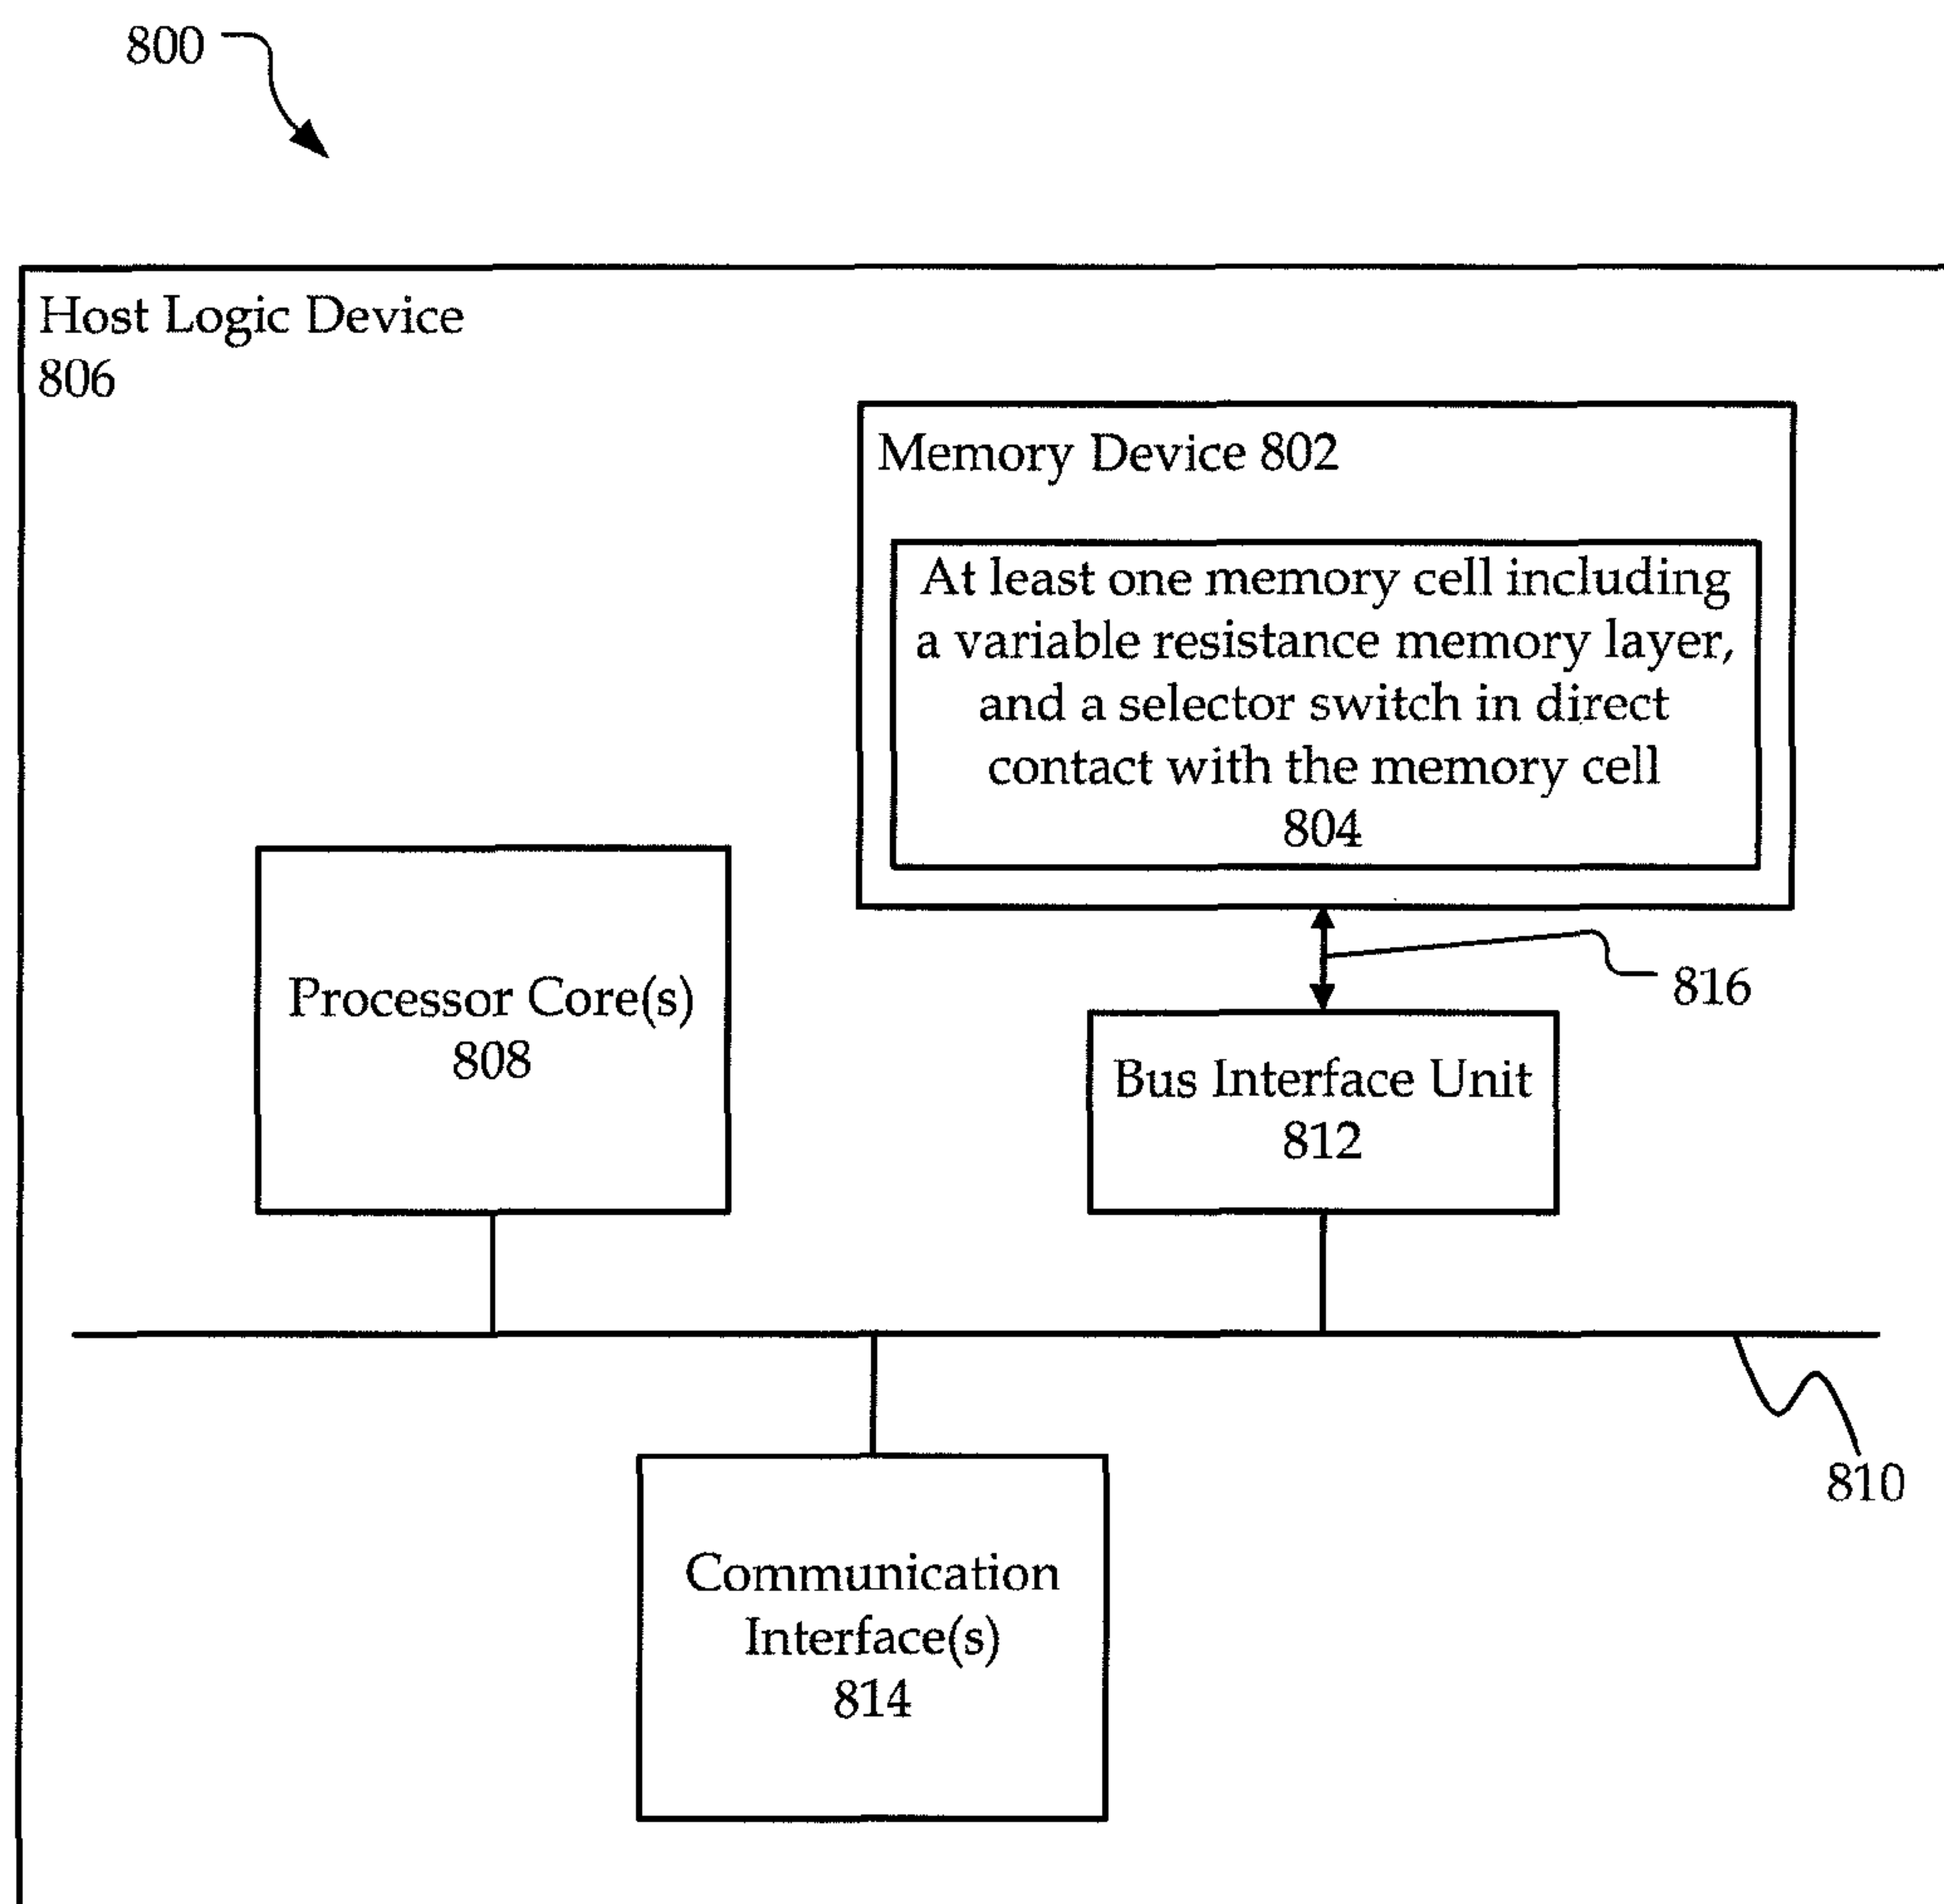 800
Host Logic Device
806
Memory Device 802
At least one memory cell including
a variable resistance memory layer,
and a selector switch in direct
contact with the memory cell
804
Processor Core(s)
808
816
Bus Interface Unit
812
810
Communication
Interface(s)
814